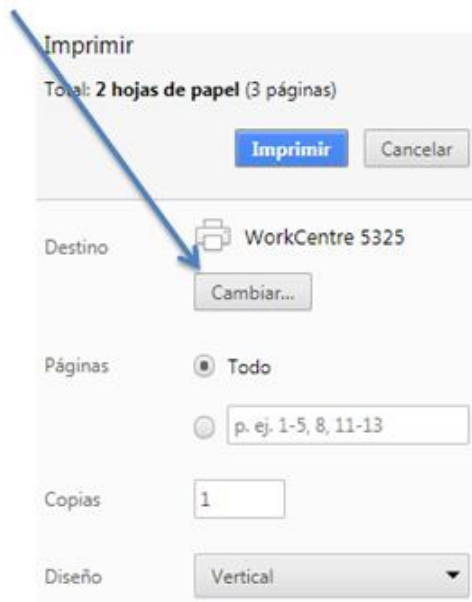 Imprimir
Total: 2 hojas de papel (3 páginas)
Imprimir Cancelar
Destino WorkCentre 5325
Cambiar...
Páginas Todo
p. ej. 1-5, 8, 11-13
Copias 1
Diseño Vertical